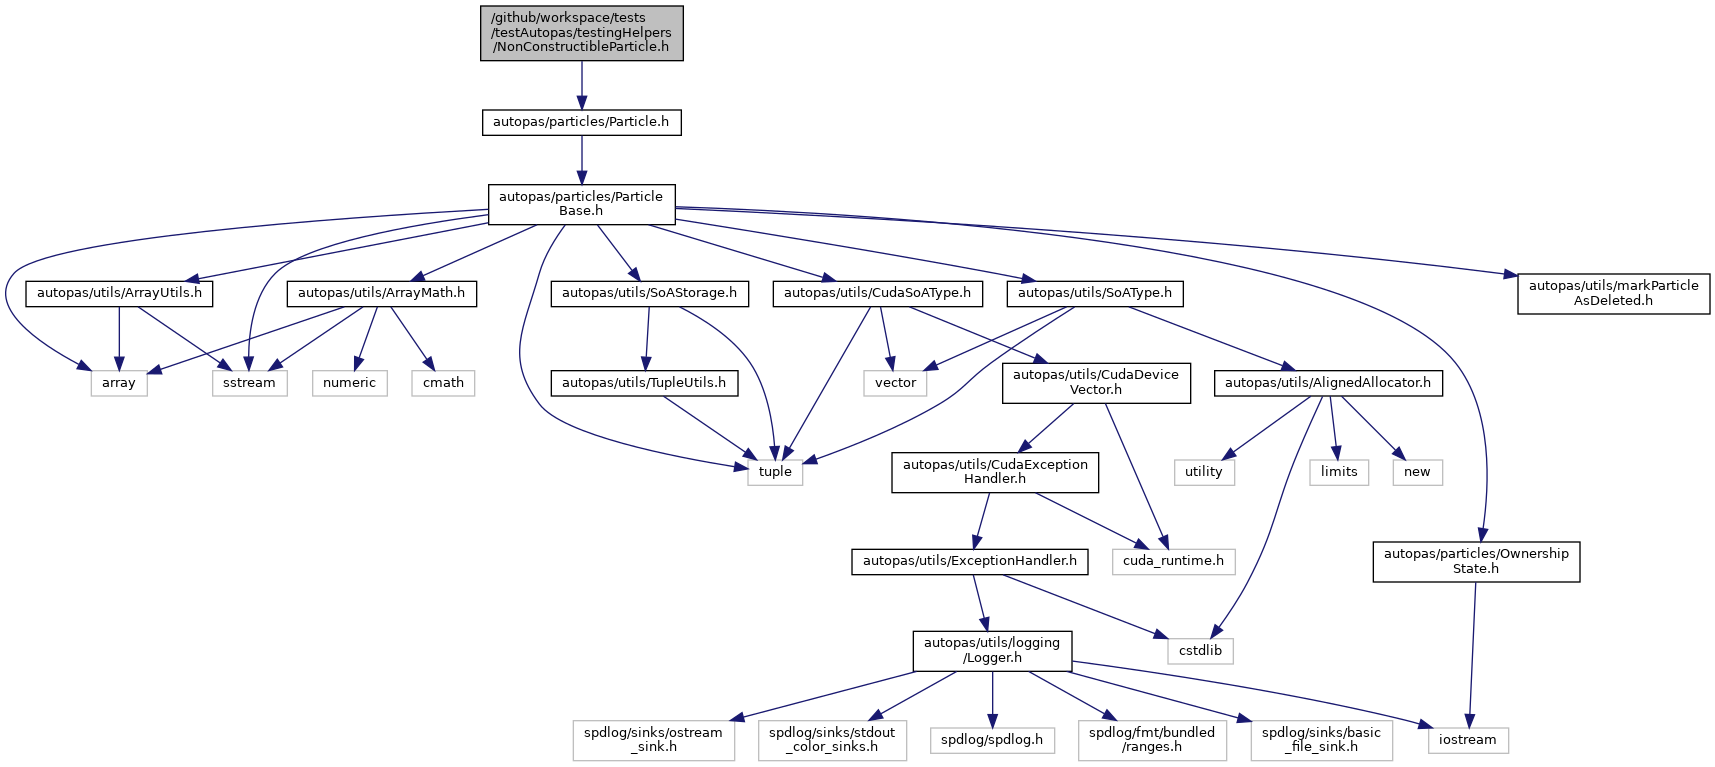 /github/workspace/tests
/testAutopas/testingHelpers
/NonConstructibleParticle.h
autopas/particles/Particle.h
autopas/particles/Particle
Base.h
autopas/utils/ArrayUtils.h
autopas/utils/ArrayMath.h
autopas/utils/SoAStorage.h
autopas/utils/CudaSoAType.h
autopas/utils/SoAType.h
autopas/utils/markParticle
AsDeleted.h
array
sstream
numeric
cmath
autopas/utils/TupleUtils.h
vector
autopas/utils/CudaDevice
Vector.h
autopas/utils/AlignedAllocator.h
tuple
autopas/utils/CudaException
Handler.h
utility
limits
new
autopas/utils/ExceptionHandler.h
cuda_runtime.h
autopas/particles/Ownership
State.h
autopas/utils/logging
/Logger.h
cstdlib
spdlog/sinks/ostream
_sink.h
spdlog/sinks/stdout
_color_sinks.h
spdlog/spdlog.h
spdlog/fmt/bundled
/ranges.h
spdlog/sinks/basic
_file_sink.h
iostream